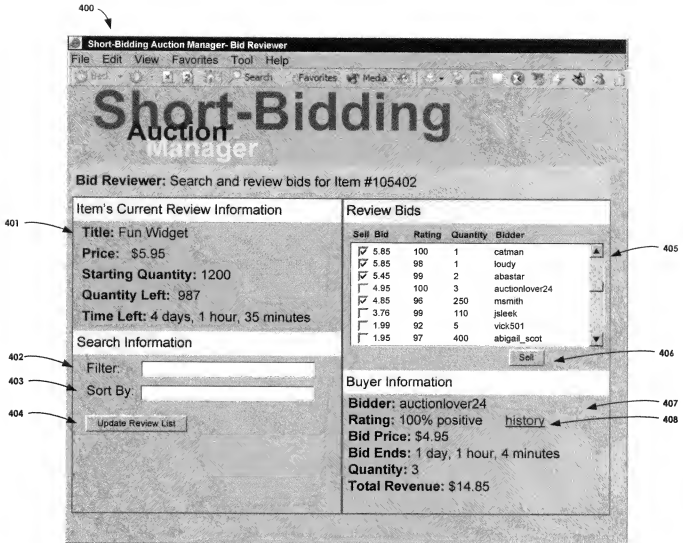 400
Short-Bidding Auction Manager- Bid Reviewer
File Edit View Favorites Tool Help
Search Favorites Media
Short-Bidding
Auction
Manager
Bid Reviewer: Search and review bids for Item #105402
Item's Current Review Information
401
Title: Fun Widget
Price: $5.95
Starting Quantity: 1200
Quantity Left: 987
Time Left: 4 days, 1 hour, 35 minutes
Search Information
402
Filter:
403
Sort By:
404
Update Review List
Review Bids
Sell Bid Rating Quantity Bidder
5.85 100 1 catman
405
5.85 98 1 loudy
5.45 99 2 abastar
4.95 100 3 auctionlover24
4.85 96 250 msmith
3.76 99 110 jsleek
1.99 92 5 vick501
1.95 97 400 abigail_scot
Sell
406
Buyer Information
Bidder: auctionlover24
407
Rating: 100% positive history
408
Bid Price: $4.95
Bid Ends: 1 day, 1 hour, 4 minutes
Quantity: 3
Total Revenue: $14.85